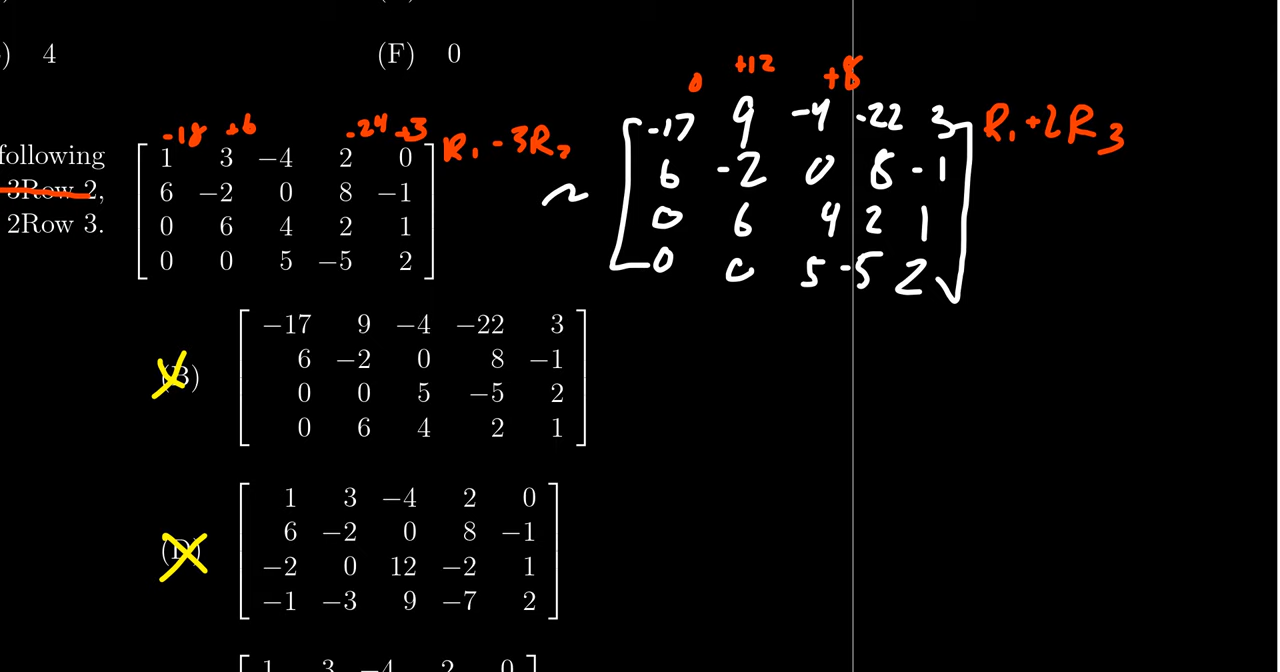 ) 4 (F) 0
0 +12 +8
-18 +6 -24 +3
-17 9 -4 -22 3 R₁ + 2R₃
following 1 3 −4 2 0 R₁ - 3R₂
3Row 2, 6 −2 0 8 −1 ~ 6 -2 0 8 -1
2Row 3. 0 6 4 2 1 0 6 4 2 1
0 0 5 −5 2 0 0 5 -5 2
−17 9 −4 −22 3
(B) 6 −2 0 8 −1
0 0 5 −5 2
0 6 4 2 1
1 3 −4 2 0
(D) 6 −2 0 8 −1
−2 0 12 −2 1
−1 −3 9 −7 2
1 3 −4 2 0